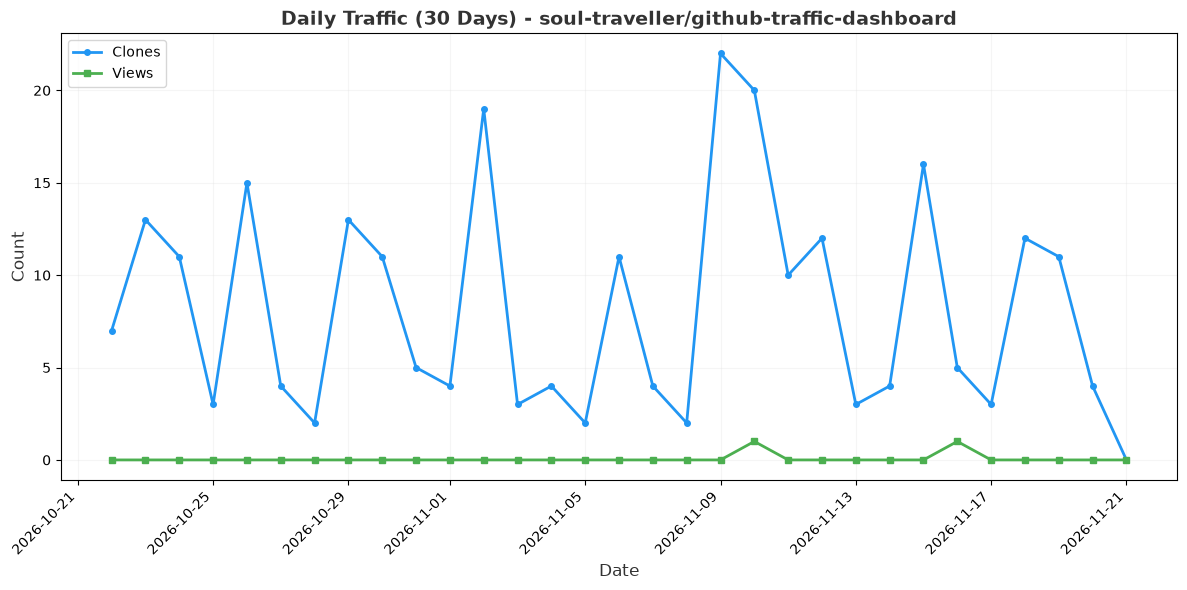 Daily Traffic (30 Days) - soul-traveller/github-traffic-dashboard
Clones
Views
Count
20
15
10
5
0
2026-10-21
2026-10-25
2026-10-29
2026-11-01
2026-11-05
2026-11-09
2026-11-13
2026-11-17
2026-11-21
Date